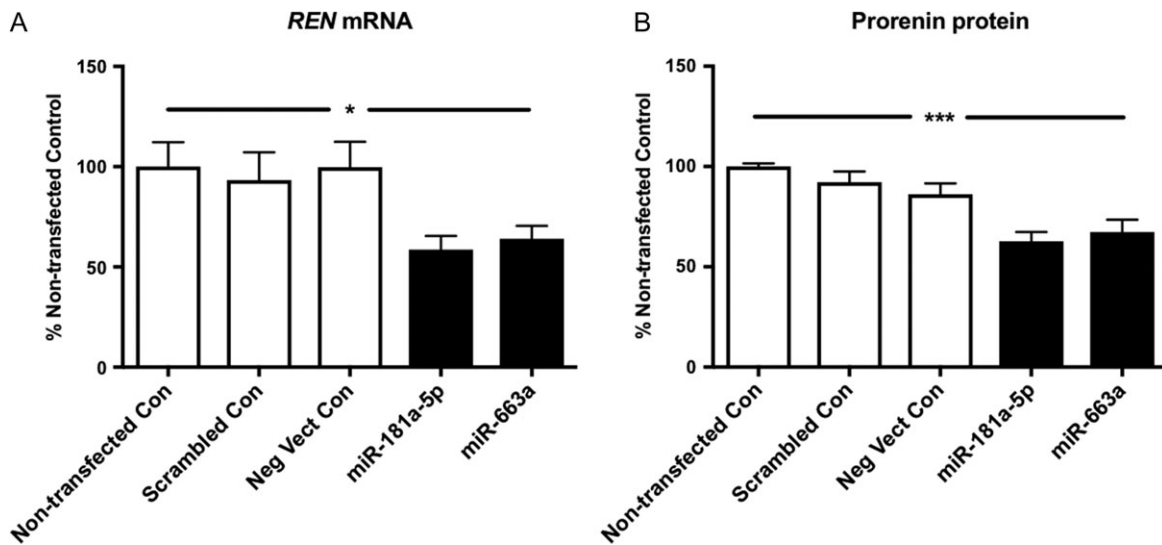 A
REN mRNA
% Non-transfected Control
150
100
50
0
*
Non-transfected Con
Scrambled Con
Neg Vect Con
miR-181a-5p
miR-663a
B
Prorenin protein
% Non-transfected Control
150
100
50
0
***
Non-transfected Con
Scrambled Con
Neg Vect Con
miR-181a-5p
miR-663a